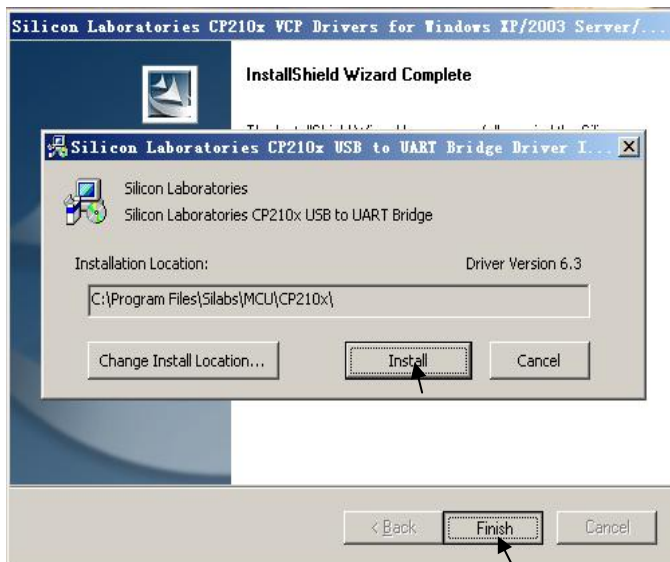 Silicon Laboratories CP210x VCP Drivers for Windows XP/2003 Server/...
InstallShield Wizard Complete
Silicon Laboratories CP210x USB to UART Bridge Driver I...
Silicon Laboratories
Silicon Laboratories CP210x USB to UART Bridge
Installation Location:
Driver Version 6.3
C:\Program Files\Silabs\MCU\CP210x\
Change Install Location...
Install
Cancel
< Back
Finish
Cancel